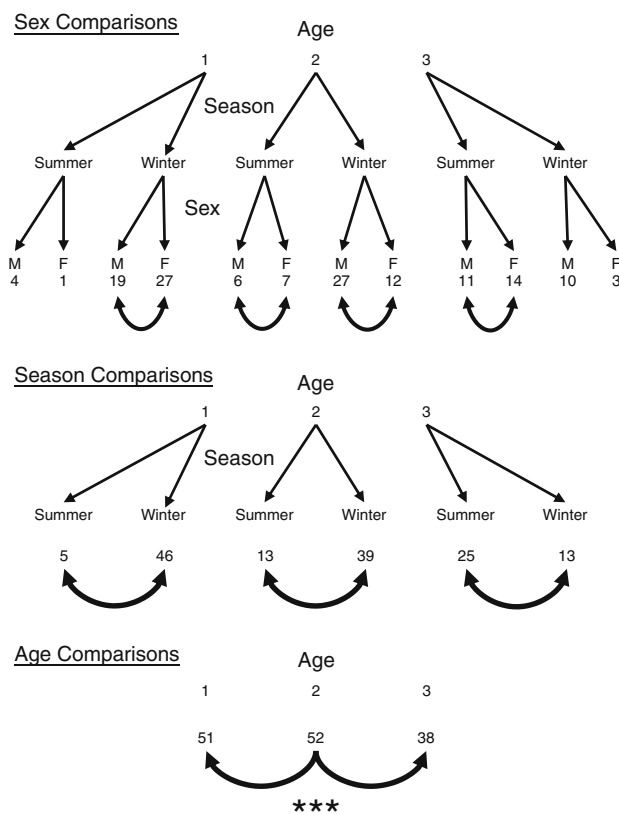 Sex Comparisons
Age
1 2 3
Season
Summer Winter Summer Winter Summer Winter
Sex
M F M F M F M F M F M F
4 1 19 27 6 7 27 12 11 14 10 3
Season Comparisons
Age
1 2 3
Season
Summer Winter Summer Winter Summer Winter
5 46 13 39 25 13
Age Comparisons
Age
1 2 3
51 52 38
***